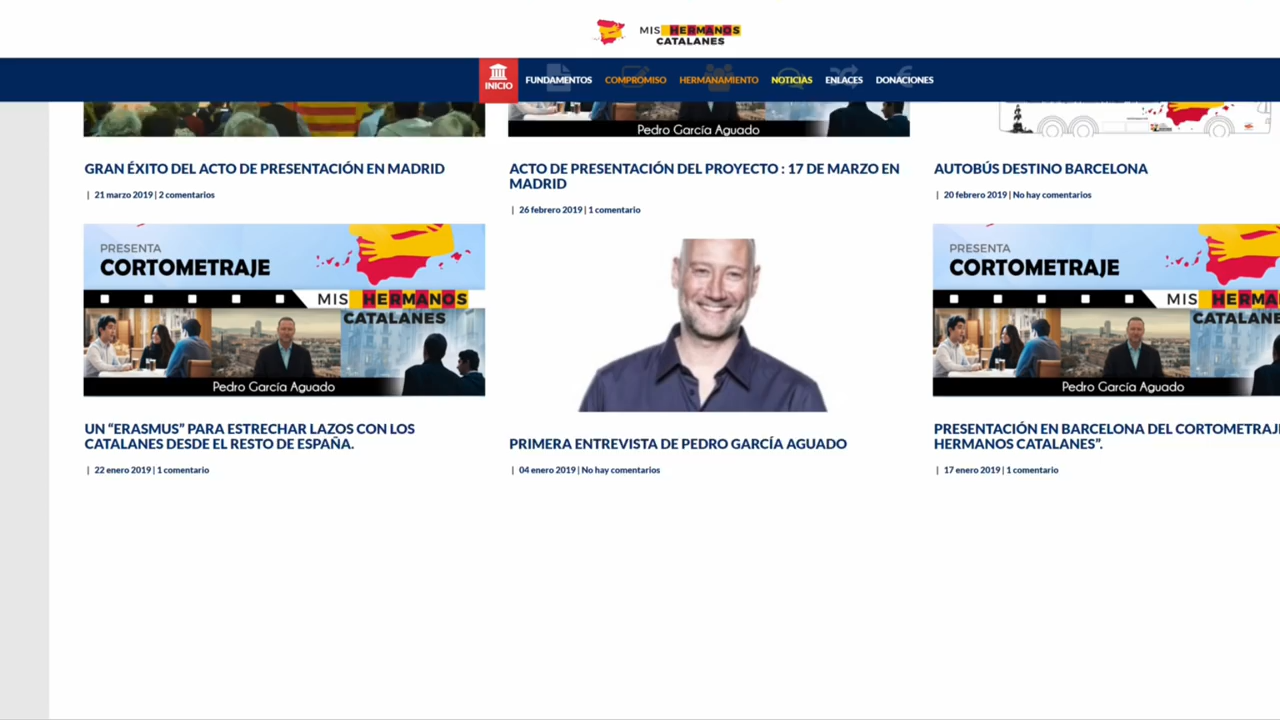 MIS HERMANOS
CATALANES
INICIO
FUNDAMENTOS
COMPROMISO
HERMANAMIENTO
NOTICIAS
ENLACES
DONACIONES
Pedro García Aguado
GRAN ÉXITO DEL ACTO DE PRESENTACIÓN EN MADRID
| 21 marzo 2019 | 2 comentarios
ACTO DE PRESENTACIÓN DEL PROYECTO : 17 DE MARZO EN
MADRID
| 26 febrero 2019 | 1 comentario
AUTOBÚS DESTINO BARCELONA
| 20 febrero 2019 | No hay comentarios
PRESENTA
CORTOMETRAJE
MIS HERMANOS
CATALANES
Pedro García Aguado
UN “ERASMUS” PARA ESTRECHAR LAZOS CON LOS
CATALANES DESDE EL RESTO DE ESPAÑA.
| 22 enero 2019 | 1 comentario
PRIMERA ENTREVISTA DE PEDRO GARCÍA AGUADO
| 04 enero 2019 | No hay comentarios
PRESENTA
CORTOMETRAJE
MIS HERMA
CATALAN
Pedro García Aguado
PRESENTACIÓN EN BARCELONA DEL CORTOMETRAJ
HERMANOS CATALANES”.
| 17 enero 2019 | 1 comentario